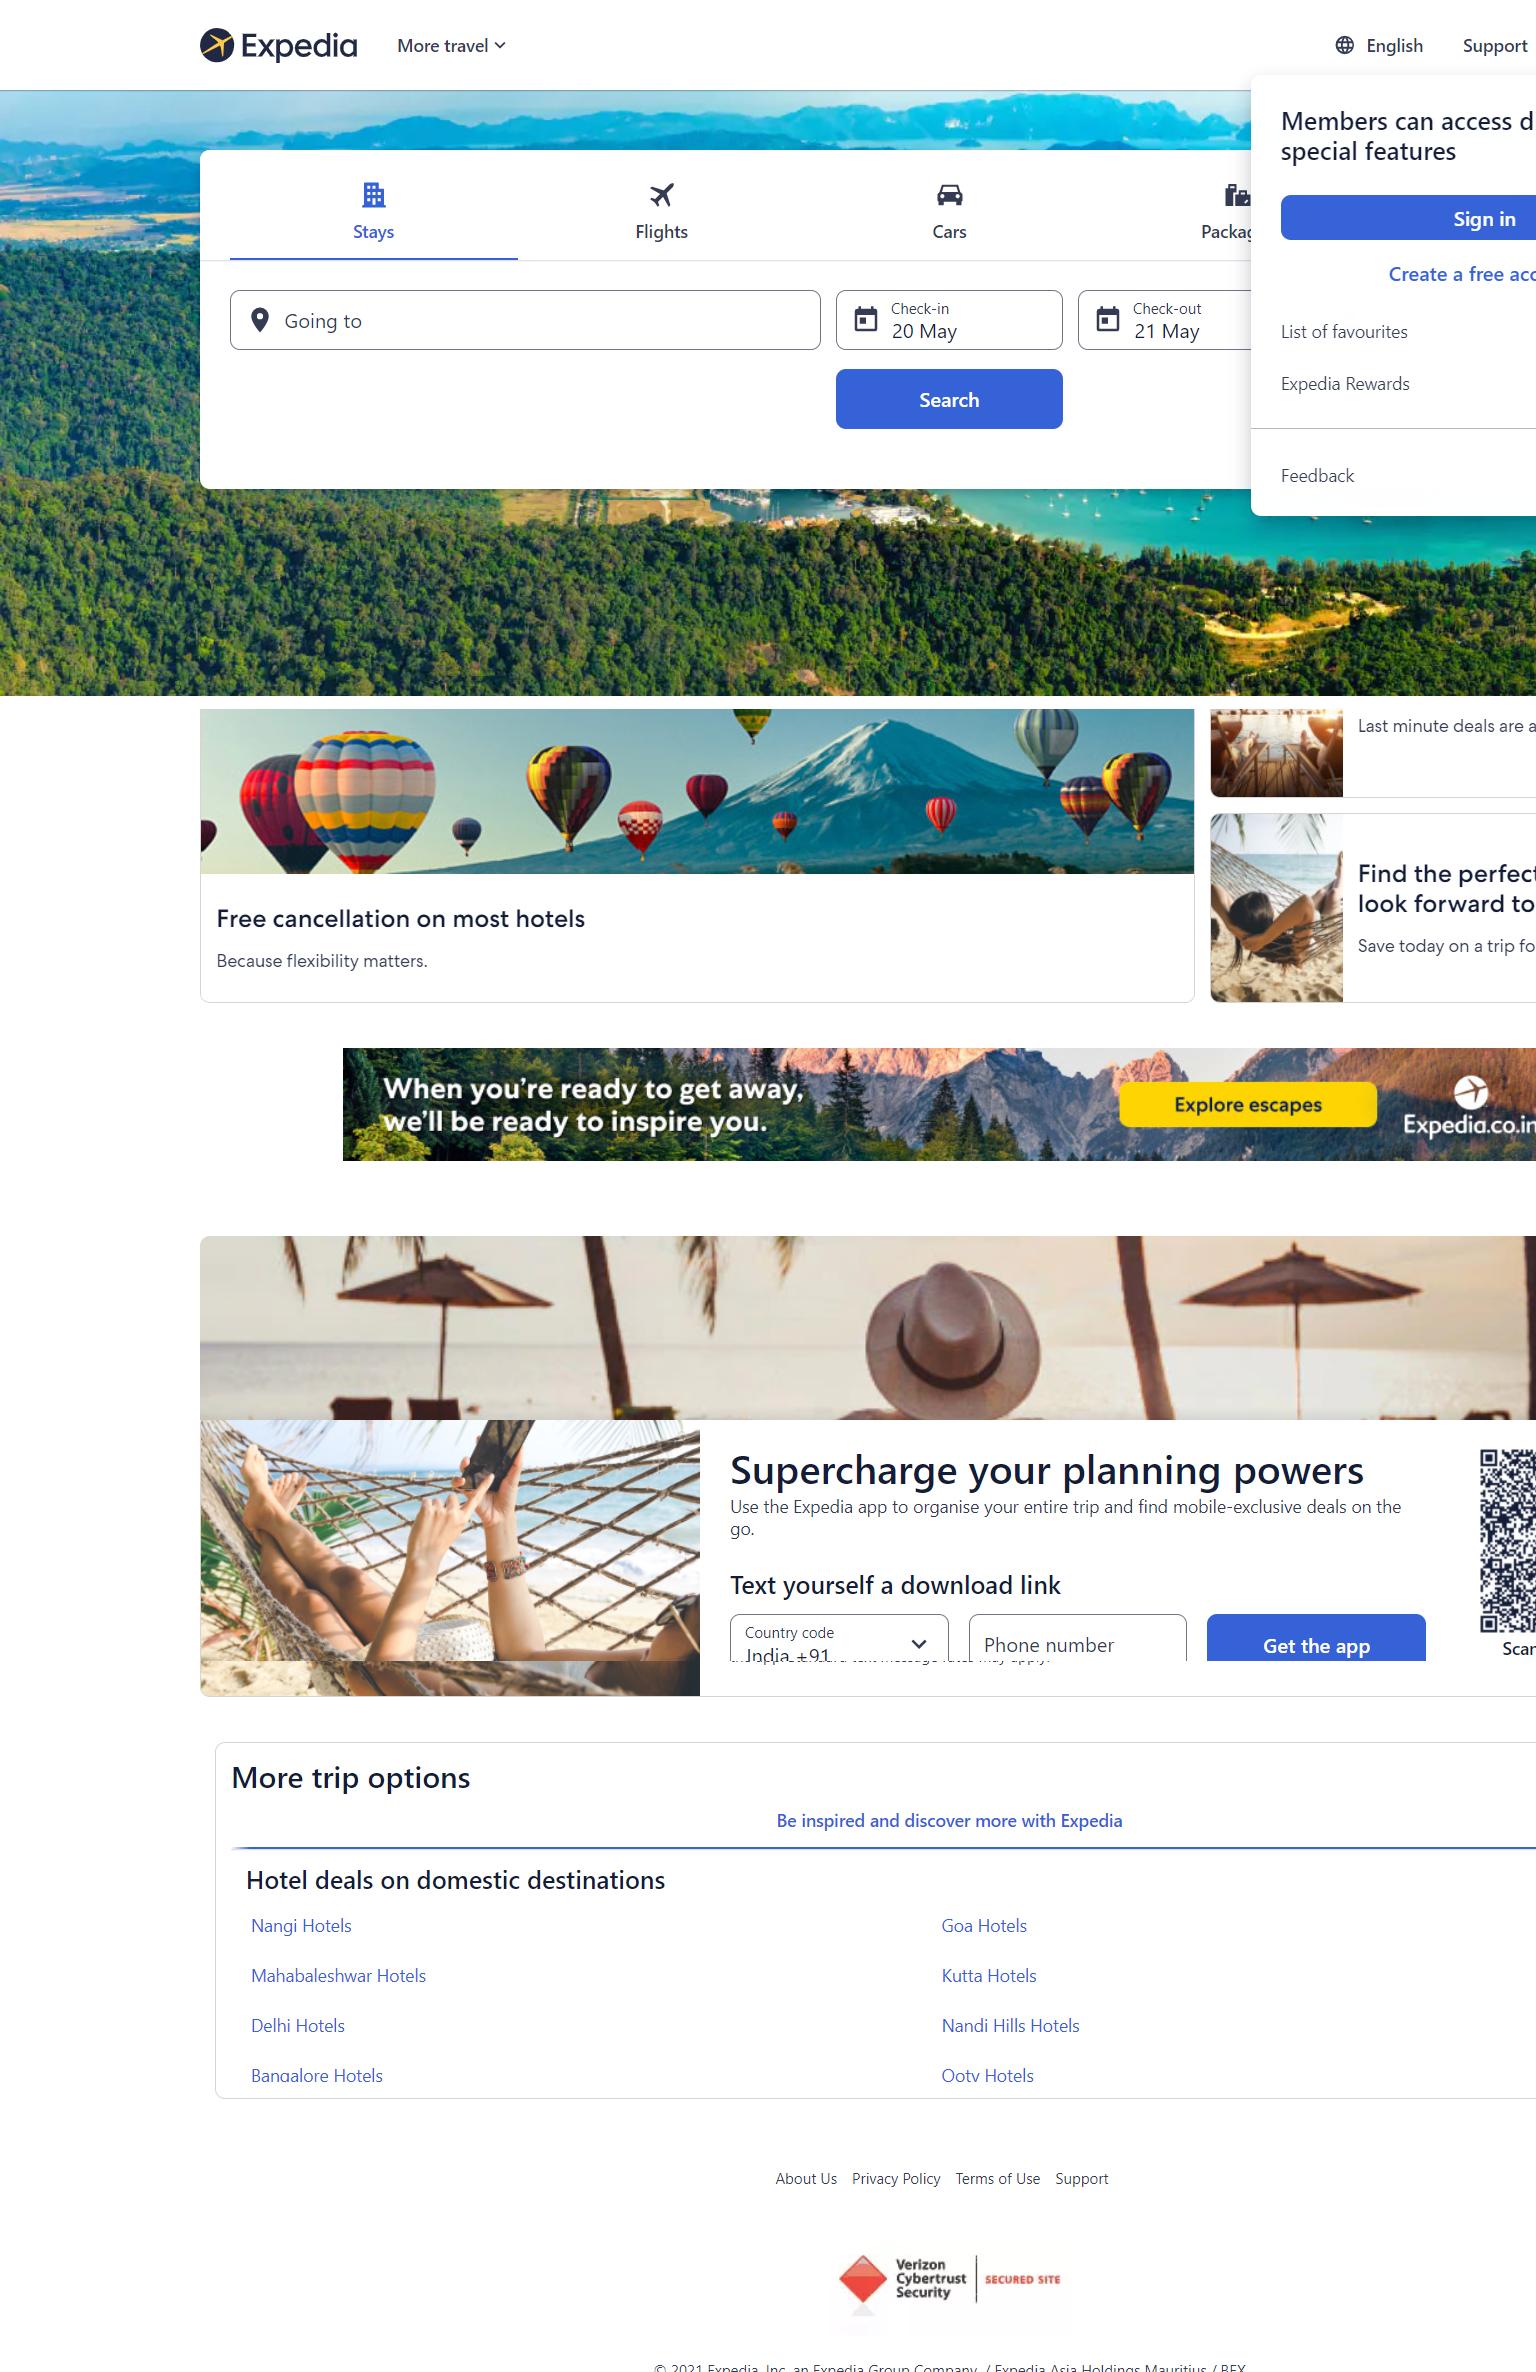 Expedia
More travel
English
Support
Members can access d
special features
Sign in
Create a free acc
List of favourites
Expedia Rewards
Feedback
Stays
Flights
Cars
Packag
Going to
Check-in
20 May
Check-out
21 May
Search
Last minute deals are a
Free cancellation on most hotels
Because flexibility matters.
Find the perfect
look forward to
Save today on a trip fo
When you're ready to get away,
we'll be ready to inspire you.
Explore escapes
Expedia.co.in
Supercharge your planning powers
Use the Expedia app to organise your entire trip and find mobile-exclusive deals on the
go.
Text yourself a download link
Country code
India +91
Phone number
Get the app
Scan
More trip options
Be inspired and discover more with Expedia
Hotel deals on domestic destinations
Nangi Hotels
Goa Hotels
Mahabaleshwar Hotels
Kutta Hotels
Delhi Hotels
Nandi Hills Hotels
Bangalore Hotels
Ooty Hotels
About Us Privacy Policy Terms of Use Support
Verizon
Cybertrust
Security
SECURED SITE
© 2021 Expedia, Inc. an Expedia Group Company. / Expedia Asia Holdings Mauritius / BEX